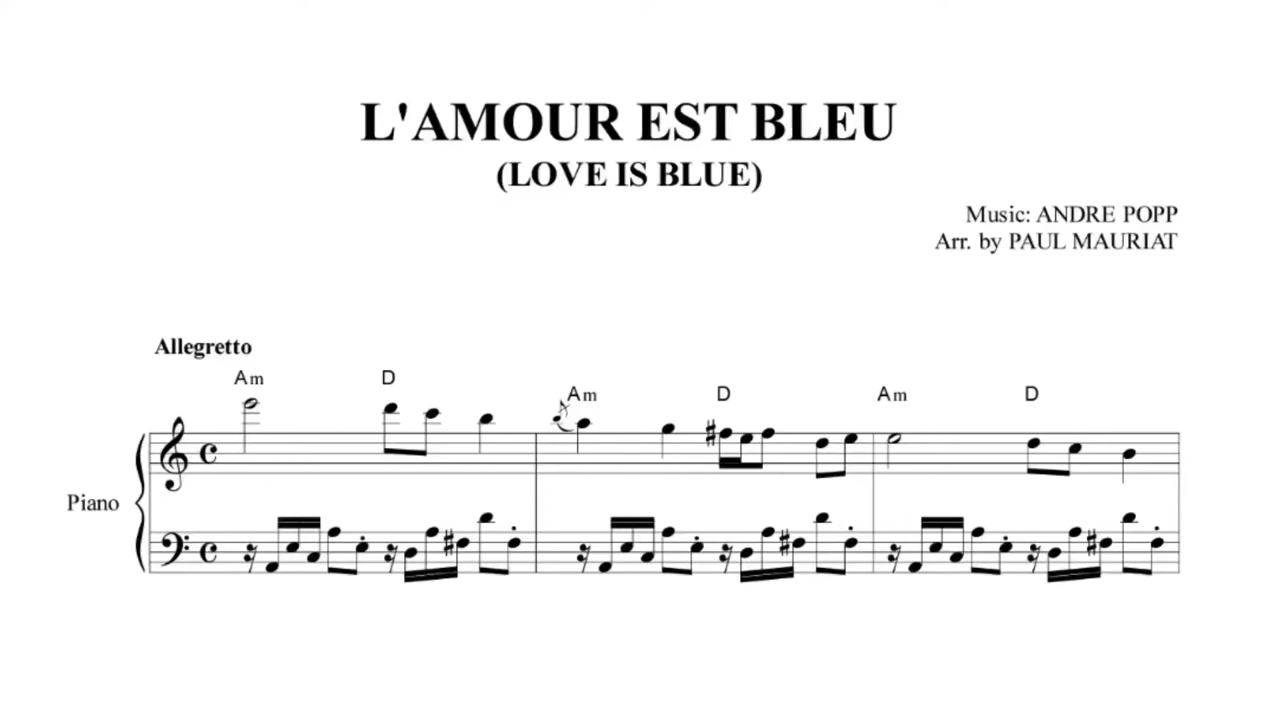 L'AMOUR EST BLEU
(LOVE IS BLUE)
Music: ANDRE POPP
Arr. by PAUL MAURIAT
Allegretto
Am D Am D Am D
Piano